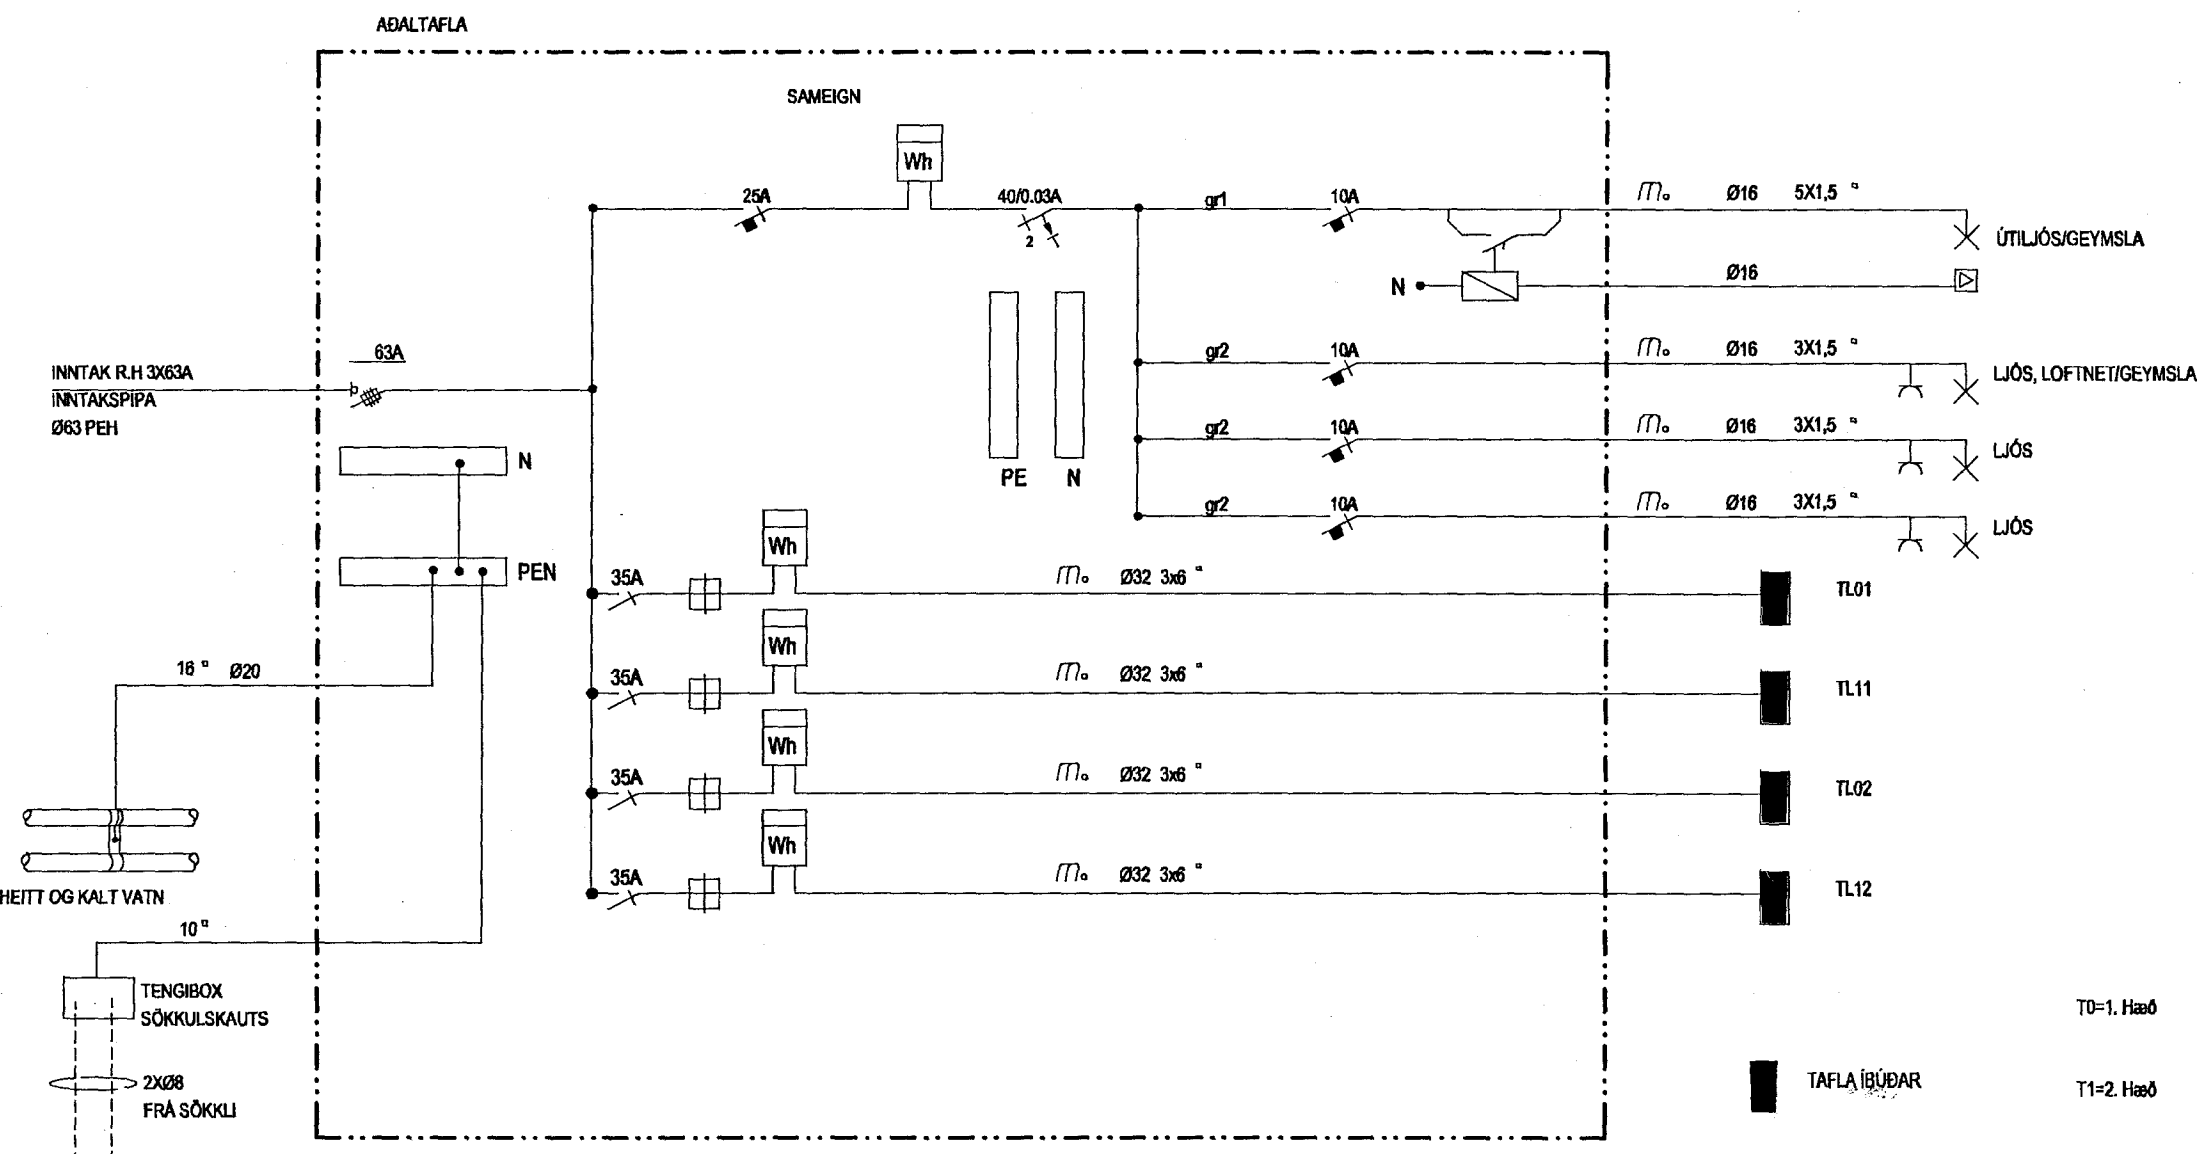 AÐALTAFLA
SAMEIGN
Wh
25A
40/0.03A
2
gr1
10A
Ø16 5X1,5 ¤
ÚTILJÓS/GEYMSLA
N
Ø16
63A
INNTAK R.H 3X63A
INNTAKSPÍPA
Ø63 PEH
gr2
10A
Ø16 3X1,5 ¤
LJÓS, LOFTNET/GEYMSLA
gr2
10A
Ø16 3X1,5 ¤
LJÓS
N
PE N
gr2
10A
Ø16 3X1,5 ¤
LJÓS
PEN
Wh
35A
Ø32 3x6 ¤
TL01
Wh
35A
Ø32 3x6 ¤
TL11
16 ¤ Ø20
Wh
35A
Ø32 3x6 ¤
TL02
Wh
35A
Ø32 3x6 ¤
TL12
HEITT OG KALT VATN
10 ¤
TENGIBOX
SÖKKULSKAUTS
2XØ8
FRÁ SÖKKLI
TAFLA ÍBÚÐAR
T0=1. Hæð
T1=2. Hæð